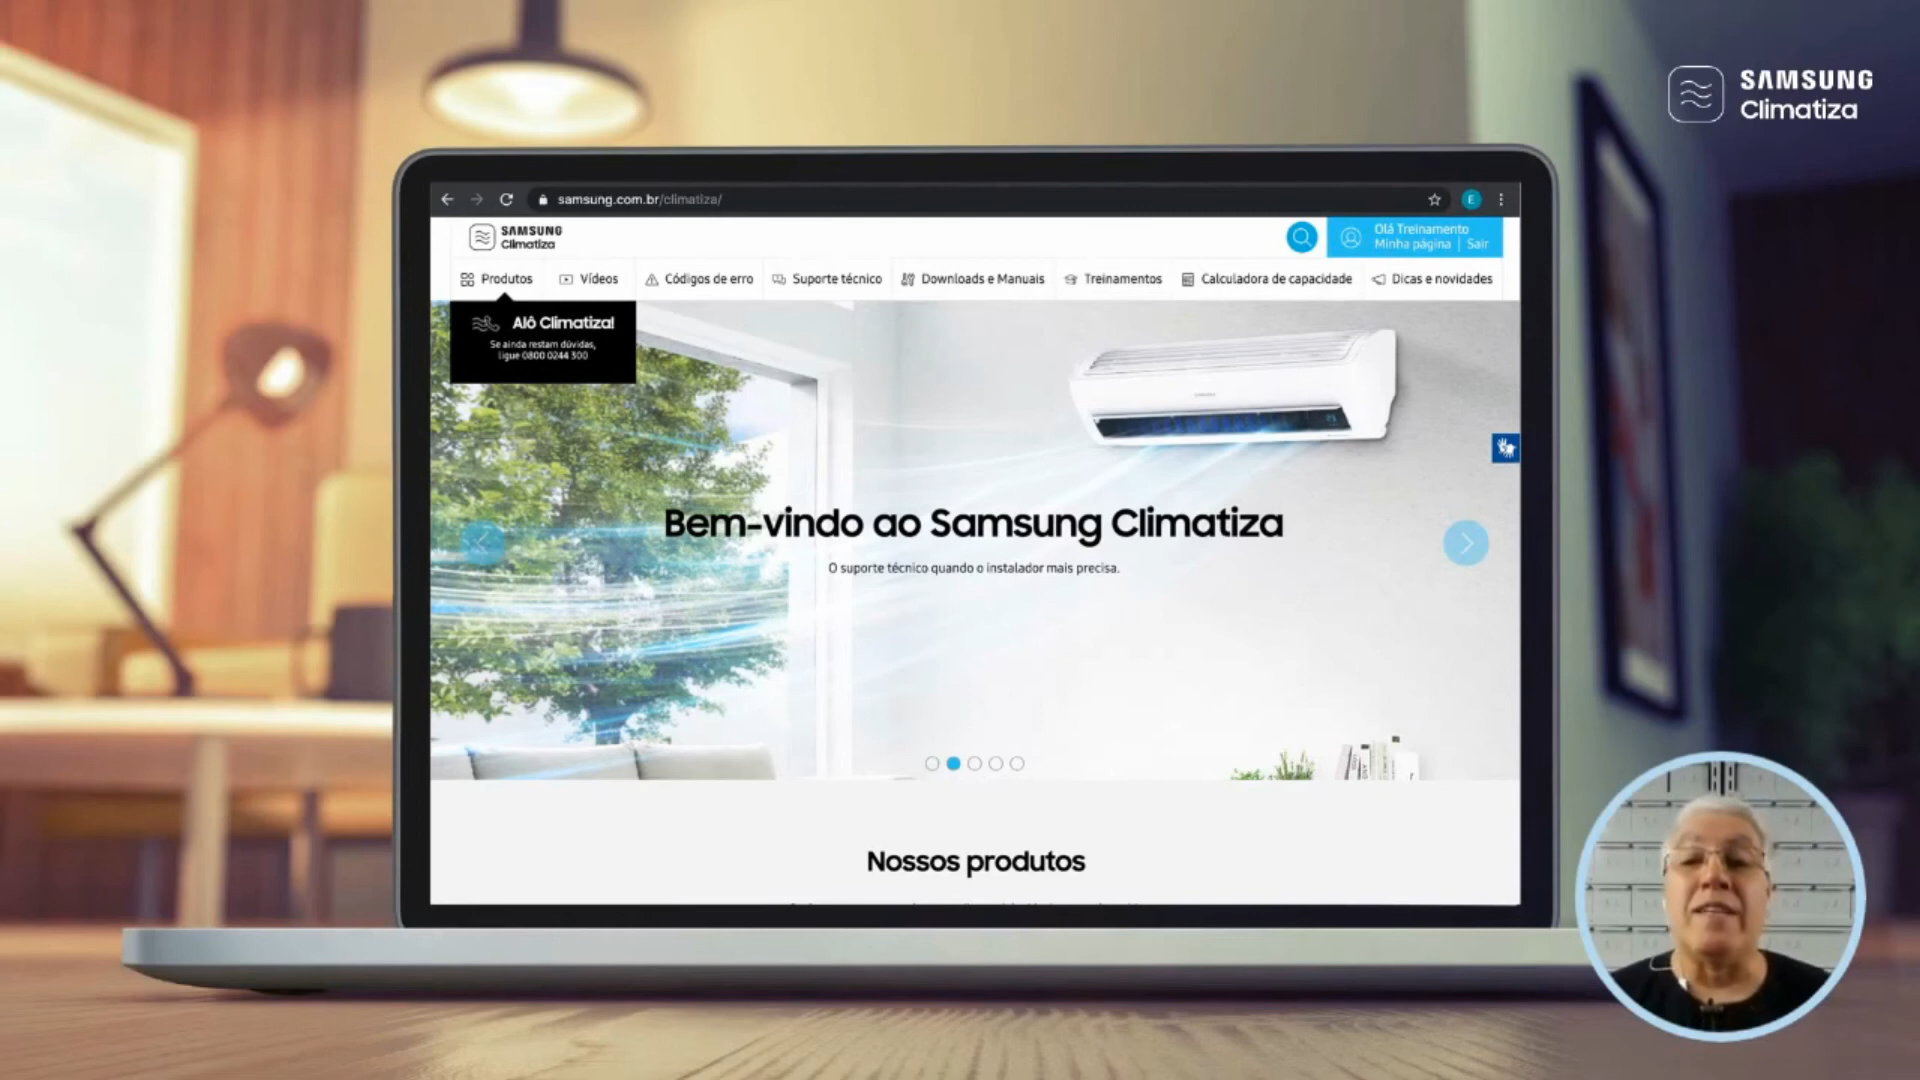 SAMSUNG
Climatiza
samsung.com.br/climatiza/
E
SAMSUNG
Climatiza
Olá Treinamento
Minha página | Sair
Produtos
Vídeos
Códigos de erro
Suporte técnico
Downloads e Manuais
Treinamentos
Calculadora de capacidade
Dicas e novidades
Alô Climatiza!
Se ainda restam dúvidas,
ligue 0800 0244 300
SAMSUNG
Bem-vindo ao Samsung Climatiza
O suporte técnico quando o instalador mais precisa.
Nossos produtos